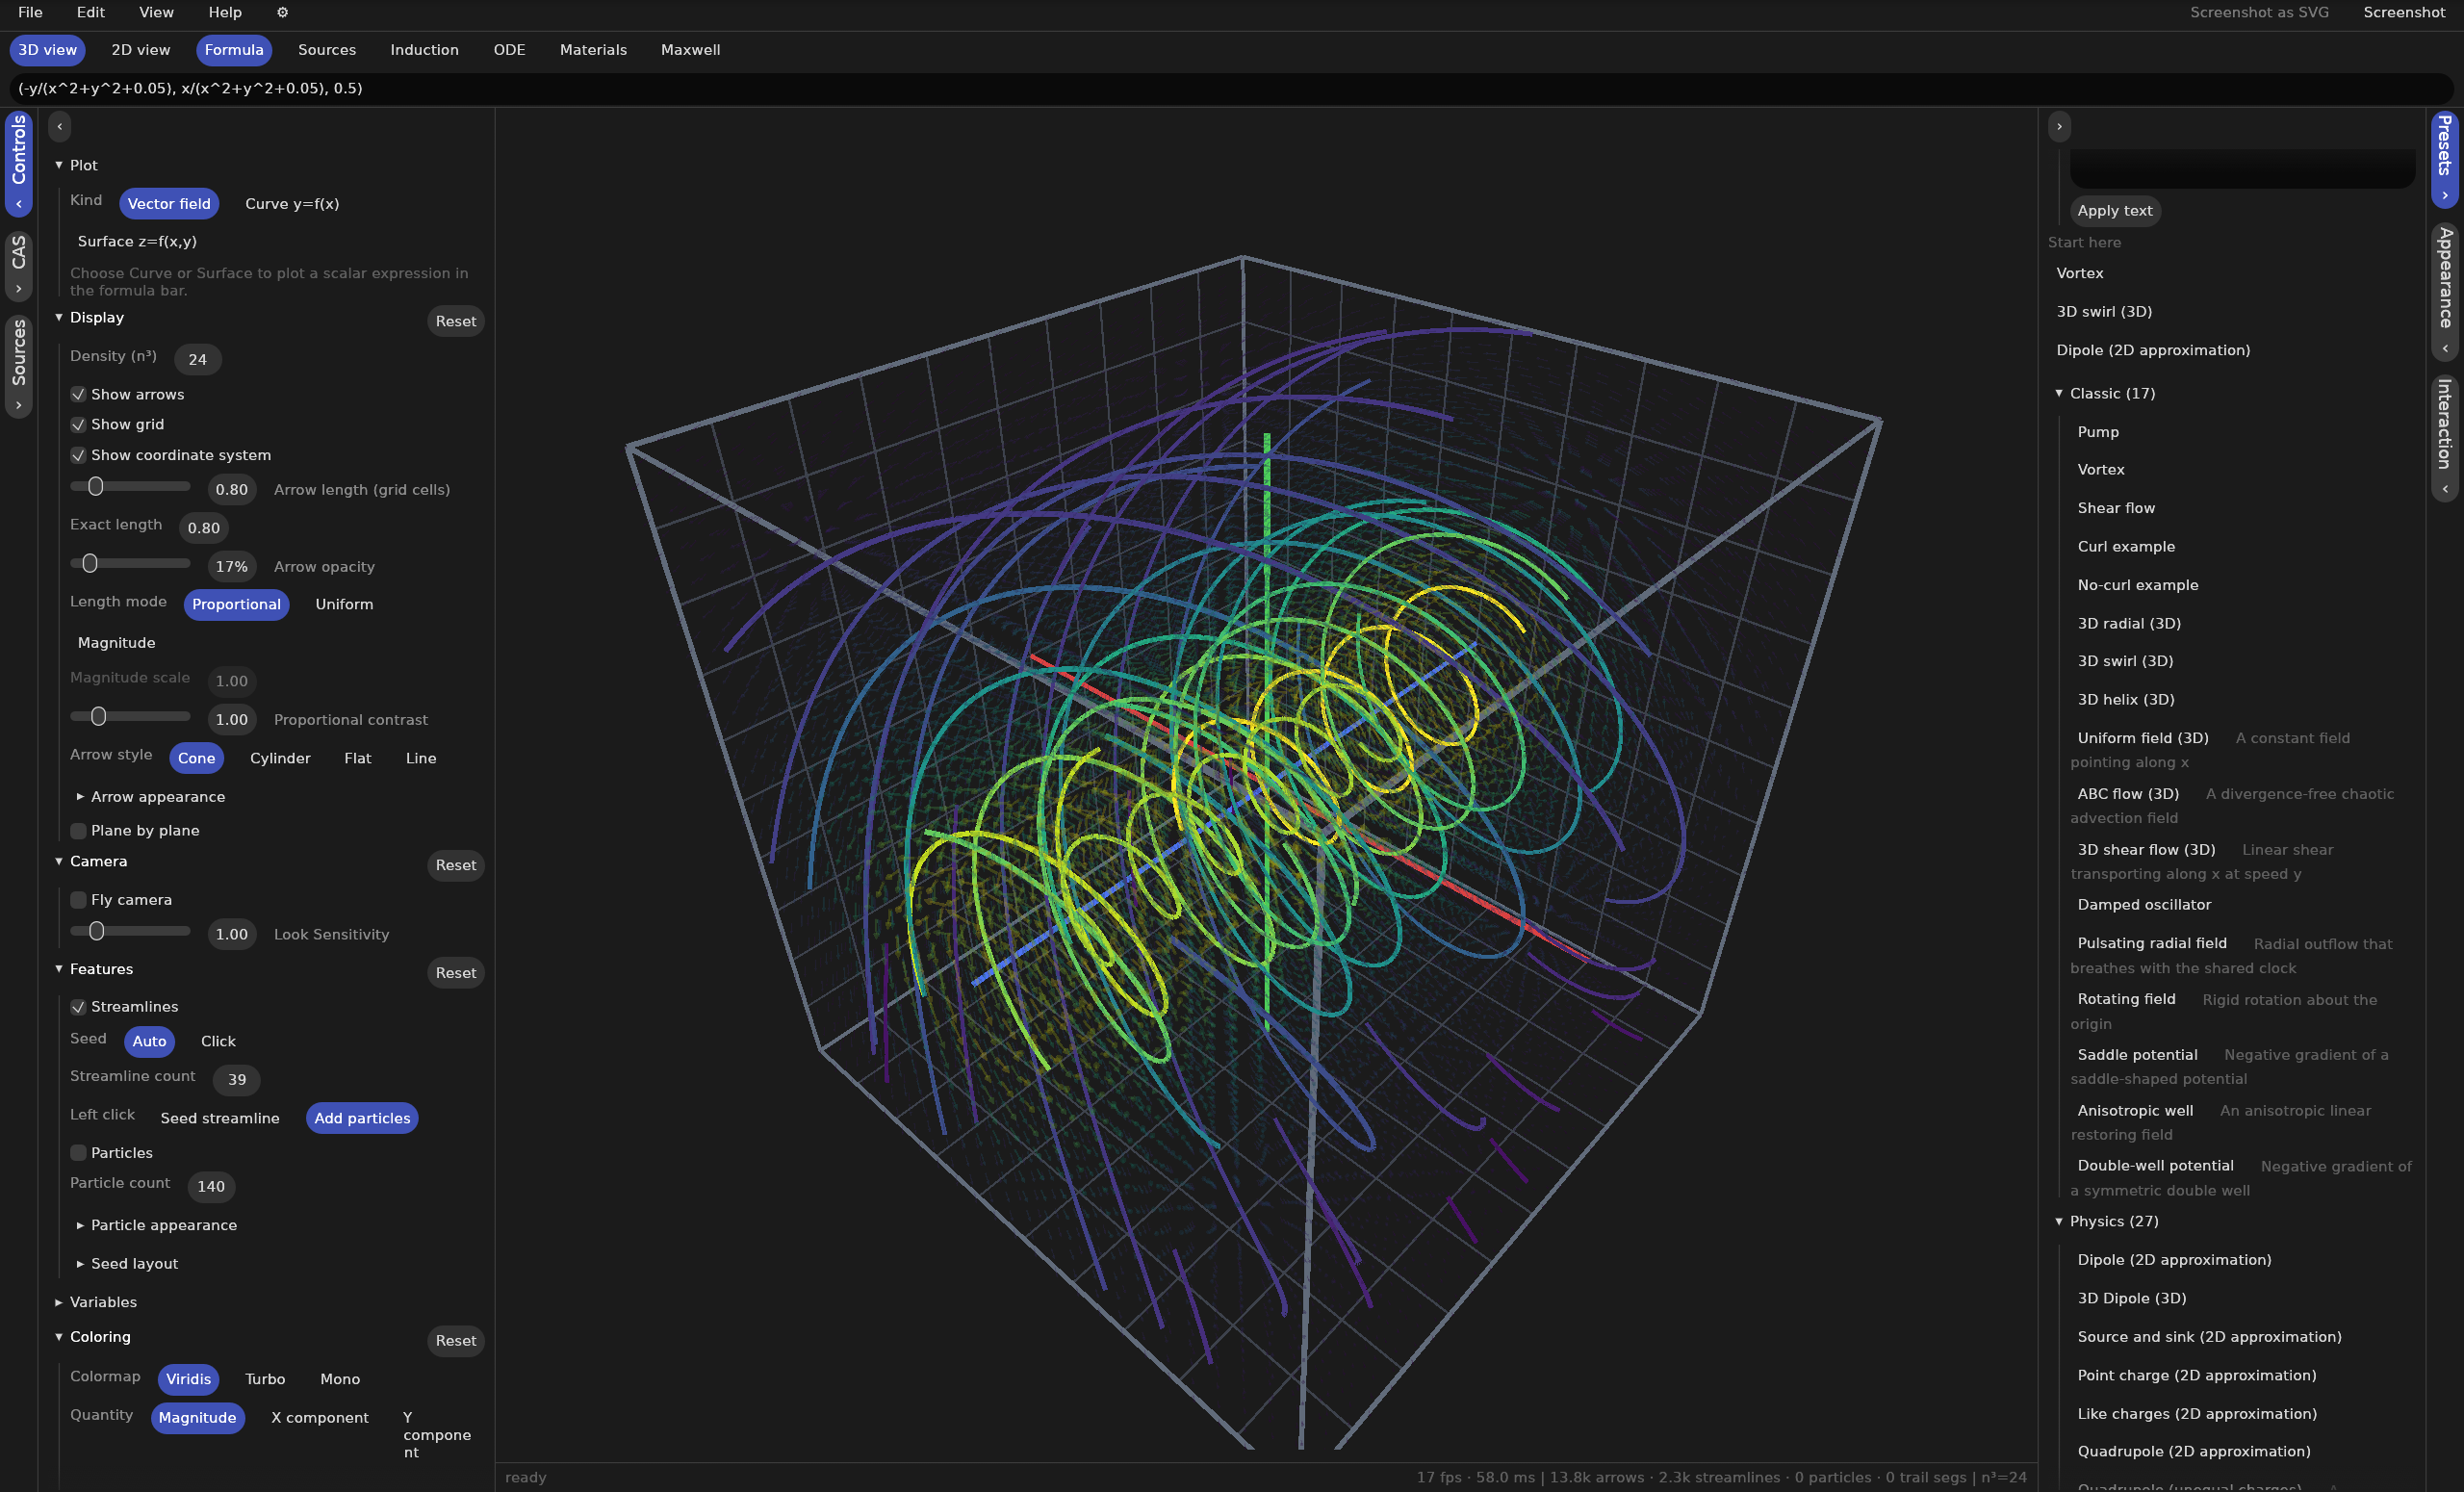 File Edit View Help ⚙ Screenshot as SVG Screenshot
3D view 2D view Formula Sources Induction ODE Materials Maxwell
(-y/(x^2+y^2+0.05), x/(x^2+y^2+0.05), 0.5)
Controls
CAS
Sources
Plot
Kind Vector field Curve y=f(x)
Surface z=f(x,y)
Choose Curve or Surface to plot a scalar expression in
the formula bar.
Display Reset
Density (n³) 24
Show arrows
Show grid
Show coordinate system
0.80 Arrow length (grid cells)
Exact length 0.80
17% Arrow opacity
Length mode Proportional Uniform
Magnitude
Magnitude scale 1.00
1.00 Proportional contrast
Arrow style Cone Cylinder Flat Line
Arrow appearance
Plane by plane
Camera Reset
Fly camera
1.00 Look Sensitivity
Features Reset
Streamlines
Seed Auto Click
Streamline count 39
Left click Seed streamline Add particles
Particles
Particle count 140
Particle appearance
Seed layout
Variables
Coloring Reset
Colormap Viridis Turbo Mono
Quantity Magnitude X component Y
compone
nt
ready 17 fps · 58.0 ms | 13.8k arrows · 2.3k streamlines · 0 particles · 0 trail segs | n³=24
Apply text
Start here
Vortex
3D swirl (3D)
Dipole (2D approximation)
Classic (17)
Pump
Vortex
Shear flow
Curl example
No-curl example
3D radial (3D)
3D swirl (3D)
3D helix (3D)
Uniform field (3D) A constant field
pointing along x
ABC flow (3D) A divergence-free chaotic
advection field
3D shear flow (3D) Linear shear
transporting along x at speed y
Damped oscillator
Pulsating radial field Radial outflow that
breathes with the shared clock
Rotating field Rigid rotation about the
origin
Saddle potential Negative gradient of a
saddle-shaped potential
Anisotropic well An anisotropic linear
restoring field
Double-well potential Negative gradient of
a symmetric double well
Physics (27)
Dipole (2D approximation)
3D Dipole (3D)
Source and sink (2D approximation)
Point charge (2D approximation)
Like charges (2D approximation)
Quadrupole (2D approximation)
Quadrupole (unequal charges) A
Presets
Appearance
Interaction